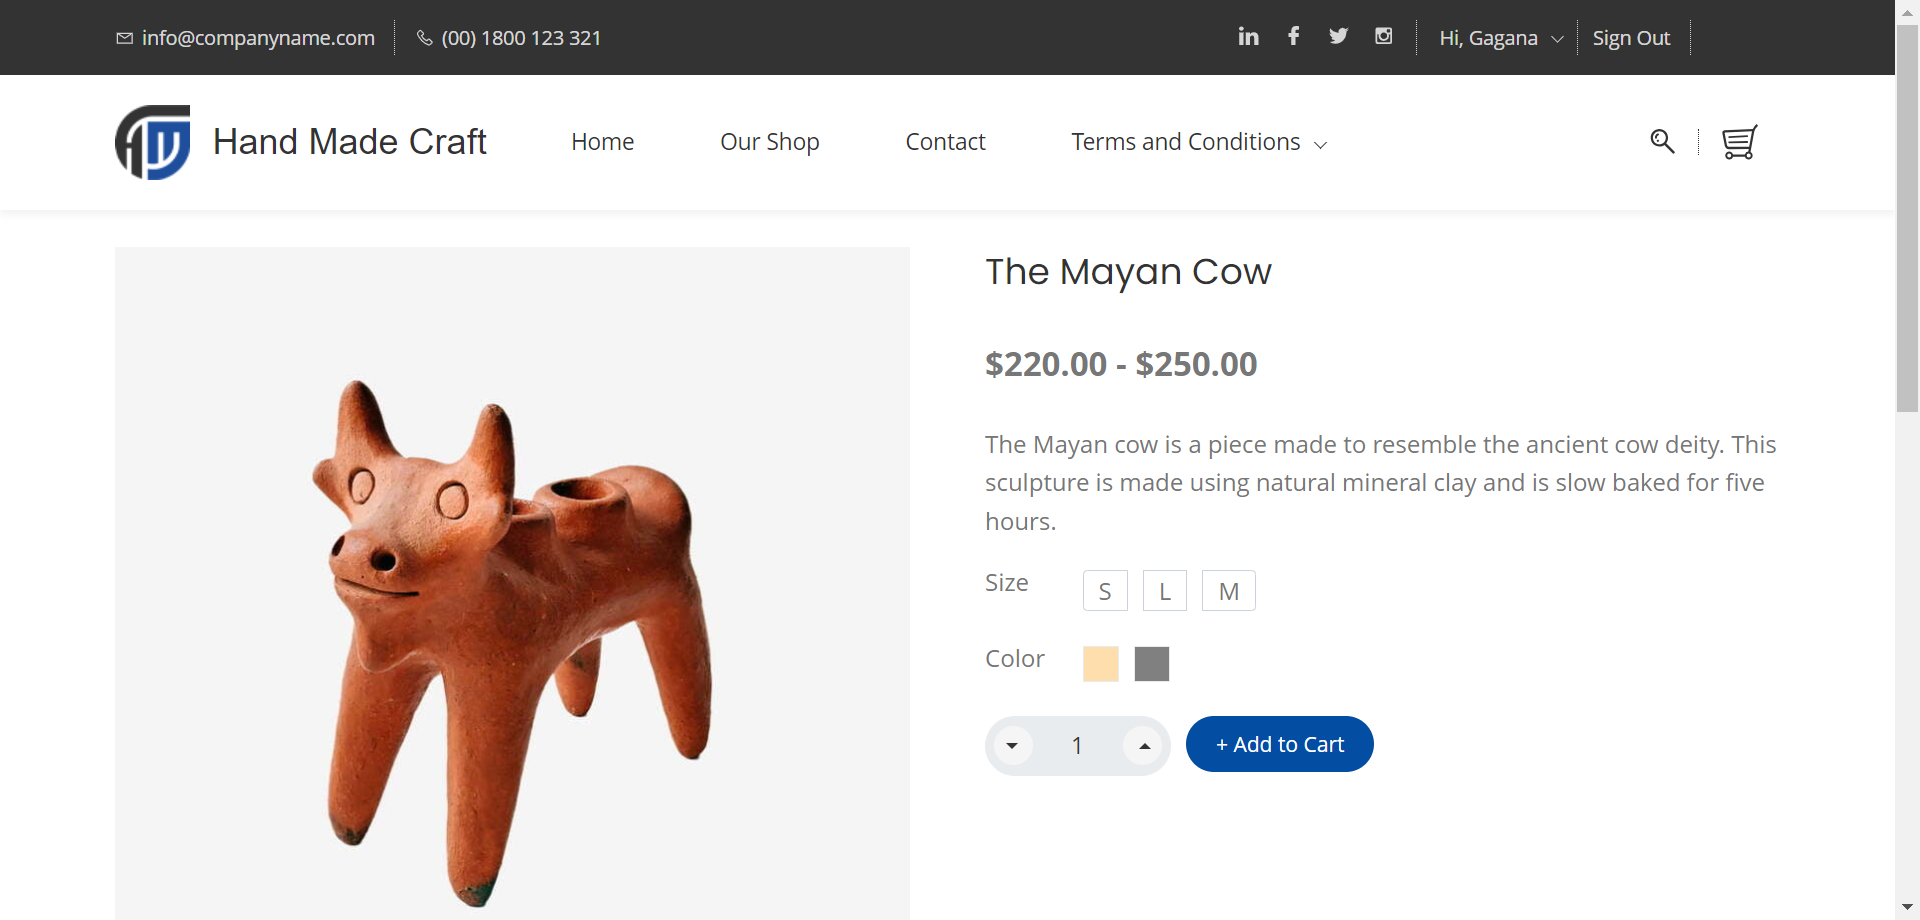 info@companyname.com
(00) 1800 123 321
Hi, Gagana
Sign Out
Hand Made Craft
Home
Our Shop
Contact
Terms and Conditions
The Mayan Cow
$220.00 - $250.00
The Mayan cow is a piece made to resemble the ancient cow deity. This
sculpture is made using natural mineral clay and is slow baked for five
hours.
Size
S
L
M
Color
1
+ Add to Cart